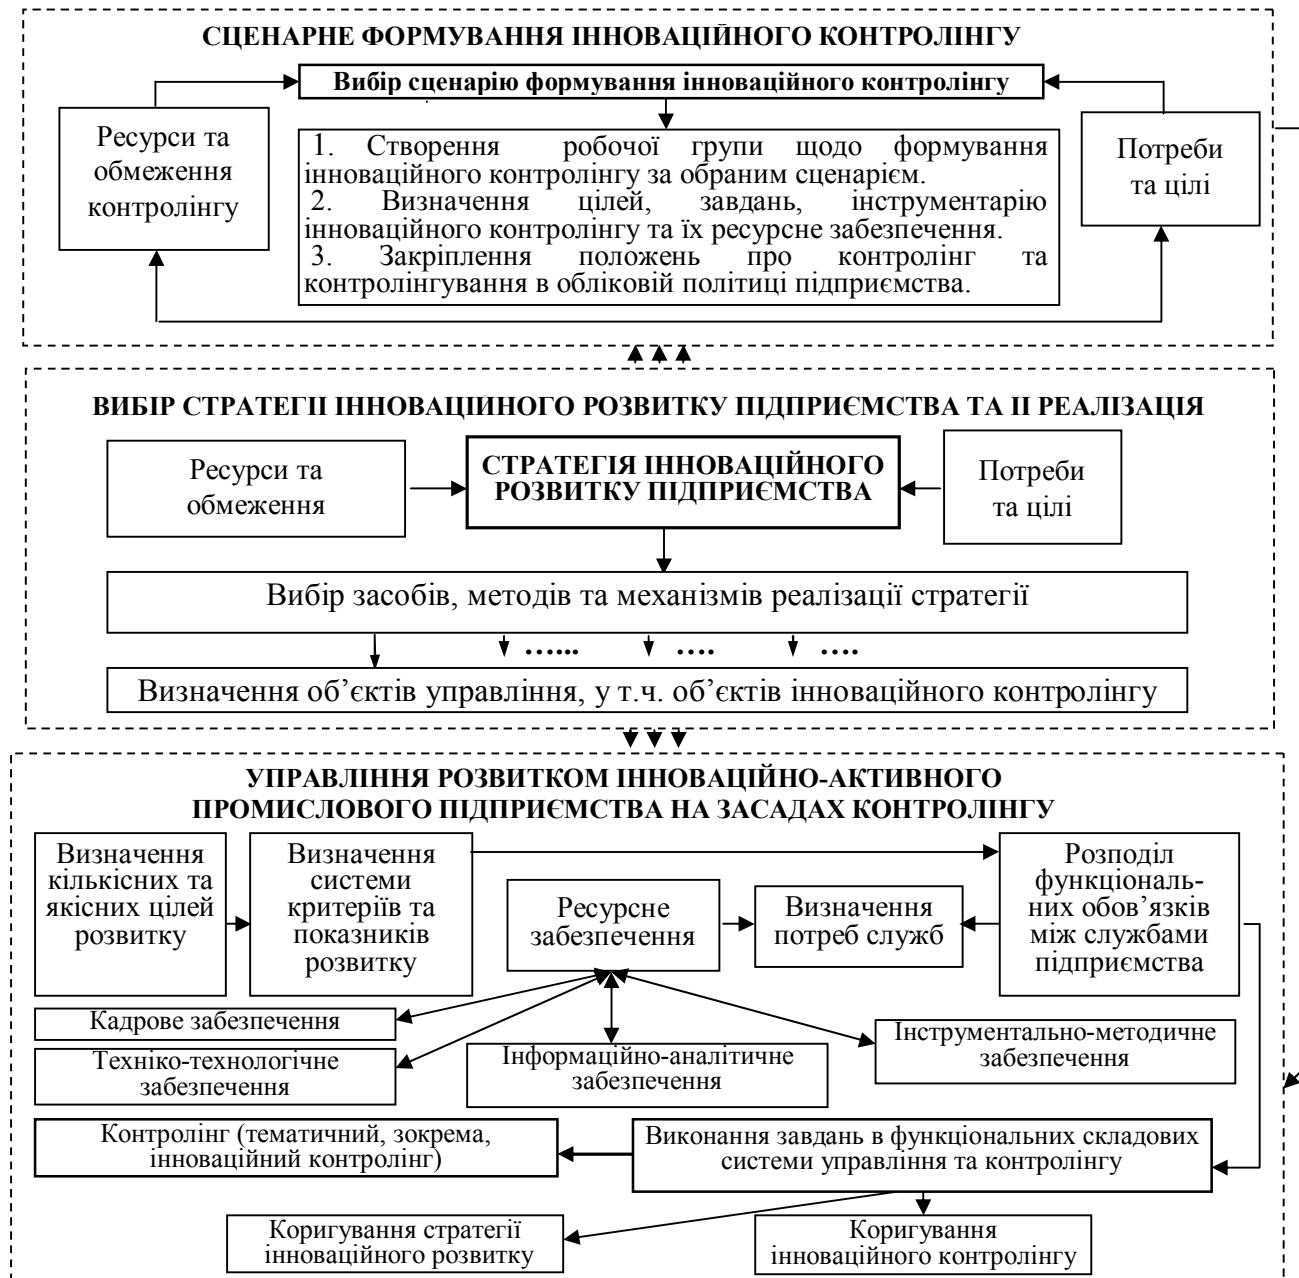 СЦЕНАРНЕ ФОРМУВАННЯ ІННОВАЦІЙНОГО КОНТРОЛІНГУ
Вибір сценарію формування інноваційного контролінгу
Ресурси та
обмеження
контролінгу
1. Створення робочої групи щодо формування
інноваційного контролінгу за обраним сценарієм.
2. Визначення цілей, завдань, інструментарію
інноваційного контролінгу та їх ресурсне забезпечення.
3. Закріплення положень про контролінг та
контролінгування в обліковій політиці підприємства.
Потреби
та цілі
ВИБІР СТРАТЕГІЇ ІННОВАЦІЙНОГО РОЗВИТКУ ПІДПРИЄМСТВА ТА ЇЇ РЕАЛІЗАЦІЯ
Ресурси та
обмеження
СТРАТЕГІЯ ІННОВАЦІЙНОГО
РОЗВИТКУ ПІДПРИЄМСТВА
Потреби
та цілі
Вибір засобів, методів та механізмів реалізації стратегії
…... …. ….
Визначення об’єктів управління, у т.ч. об’єктів інноваційного контролінгу
УПРАВЛІННЯ РОЗВИТКОМ ІННОВАЦІЙНО-АКТИВНОГО
ПРОМИСЛОВОГО ПІДПРИЄМСТВА НА ЗАСАДАХ КОНТРОЛІНГУ
Визначення
кількісних та
якісних цілей
розвитку
Визначення
системи
критеріїв та
показників
розвитку
Ресурсне
забезпечення
Визначення
потреб служб
Розподіл
функціональ-
них обов’язків
між службами
підприємства
Кадрове забезпечення
Техніко-технологічне
забезпечення
Інформаційно-аналітичне
забезпечення
Інструментально-методичне
забезпечення
Контролінг (тематичний, зокрема,
інноваційний контролінг)
Виконання завдань в функціональних складових
системи управління та контролінгу
Коригування стратегії
інноваційного розвитку
Коригування
інноваційного контролінгу